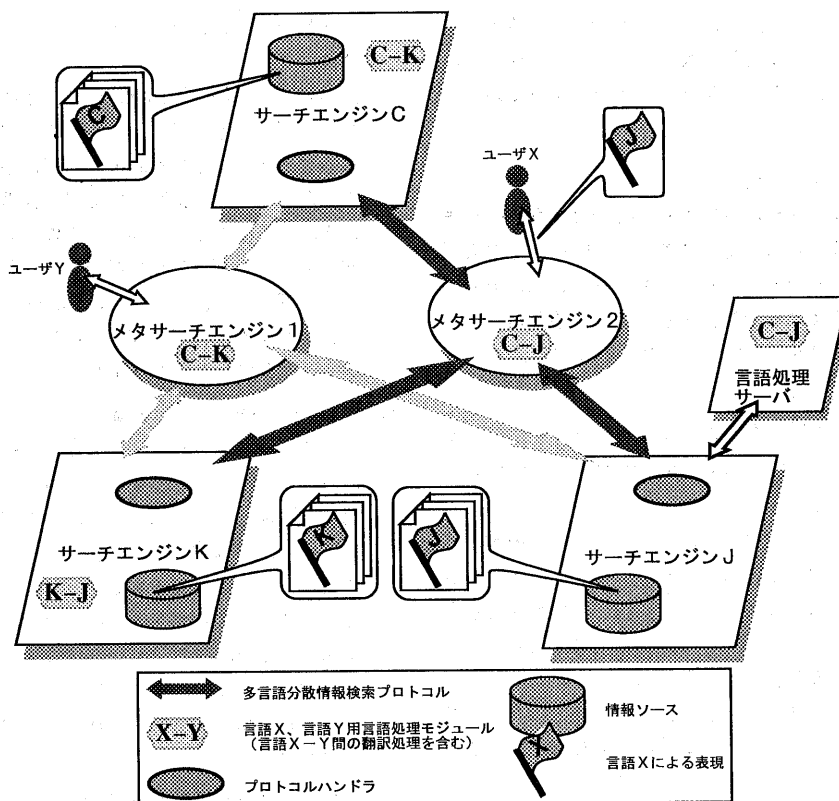 C–K
C
サーチエンジンC
ユーザX
J
ユーザY
メタサーチエンジン1
C–K
メタサーチエンジン2
C–J
C–J
言語処理
サーバ
サーチエンジンK
K–J
K
J
サーチエンジンJ
多言語分散情報検索プロトコル
X–Y
言語X、言語Y用言語処理モジュール
（言語X－Y間の翻訳処理を含む）
プロトコルハンドラ
情報ソース
X
言語Xによる表現